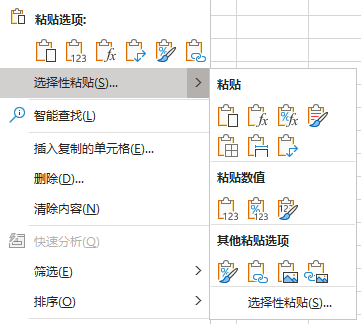 粘贴选项:
选择性粘贴(S)...
智能查找(L)
插入复制的单元格(E)...
删除(D)...
清除内容(N)
快速分析(Q)
筛选(E)
排序(O)
粘贴
粘贴数值
其他粘贴选项
选择性粘贴(S)...